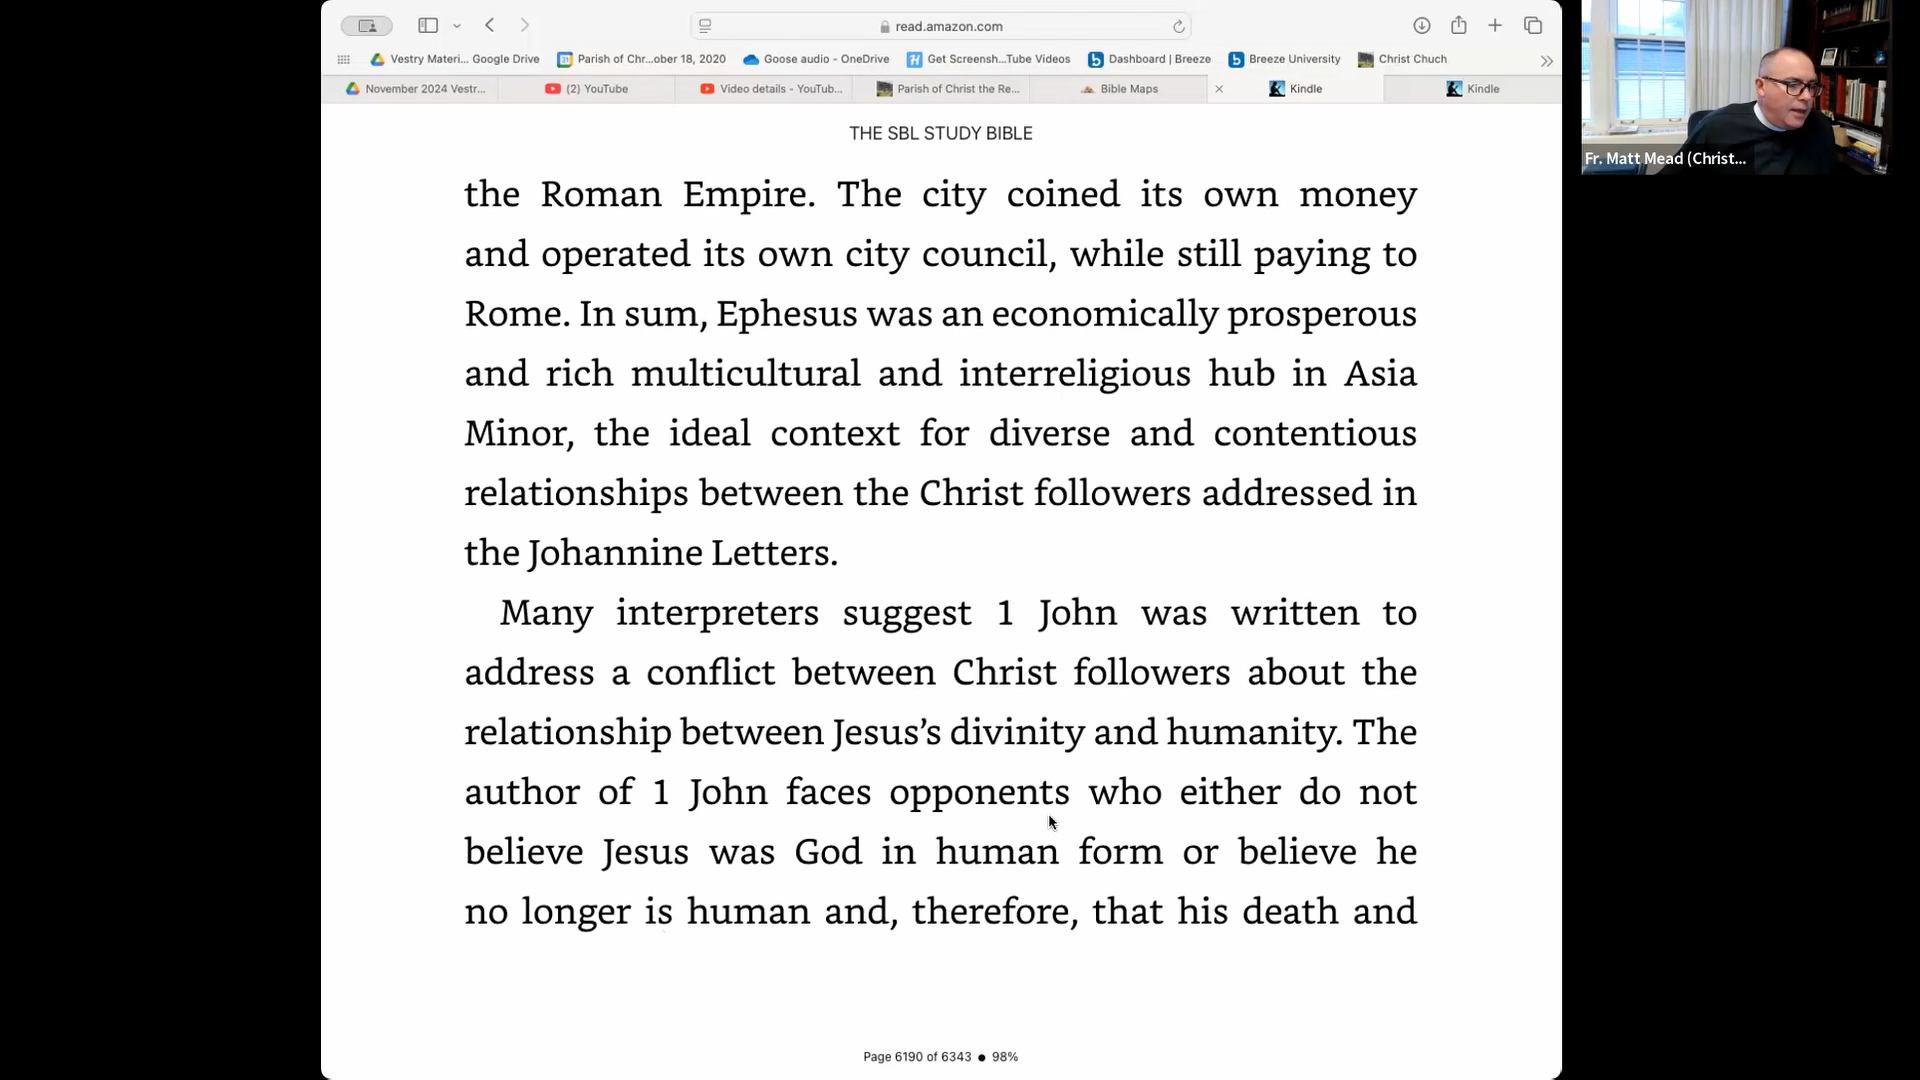 read.amazon.com
Vestry Materi... Google Drive
Parish of Chr...ober 18, 2020
Goose audio - OneDrive
Get Screensh...Tube Videos
Dashboard | Breeze
Breeze University
Christ Chuch
November 2024 Vestr...
(2) YouTube
Video details - YouTub...
Parish of Christ the Re...
Bible Maps
Kindle
Kindle
Fr. Matt Mead (Christ...
THE SBL STUDY BIBLE
the Roman Empire. The city coined its own money
and operated its own city council, while still paying to
Rome. In sum, Ephesus was an economically prosperous
and rich multicultural and interreligious hub in Asia
Minor, the ideal context for diverse and contentious
relationships between the Christ followers addressed in
the Johannine Letters.
Many interpreters suggest 1 John was written to
address a conflict between Christ followers about the
relationship between Jesus’s divinity and humanity. The
author of 1 John faces opponents who either do not
believe Jesus was God in human form or believe he
no longer is human and, therefore, that his death and
Page 6190 of 6343 ● 98%